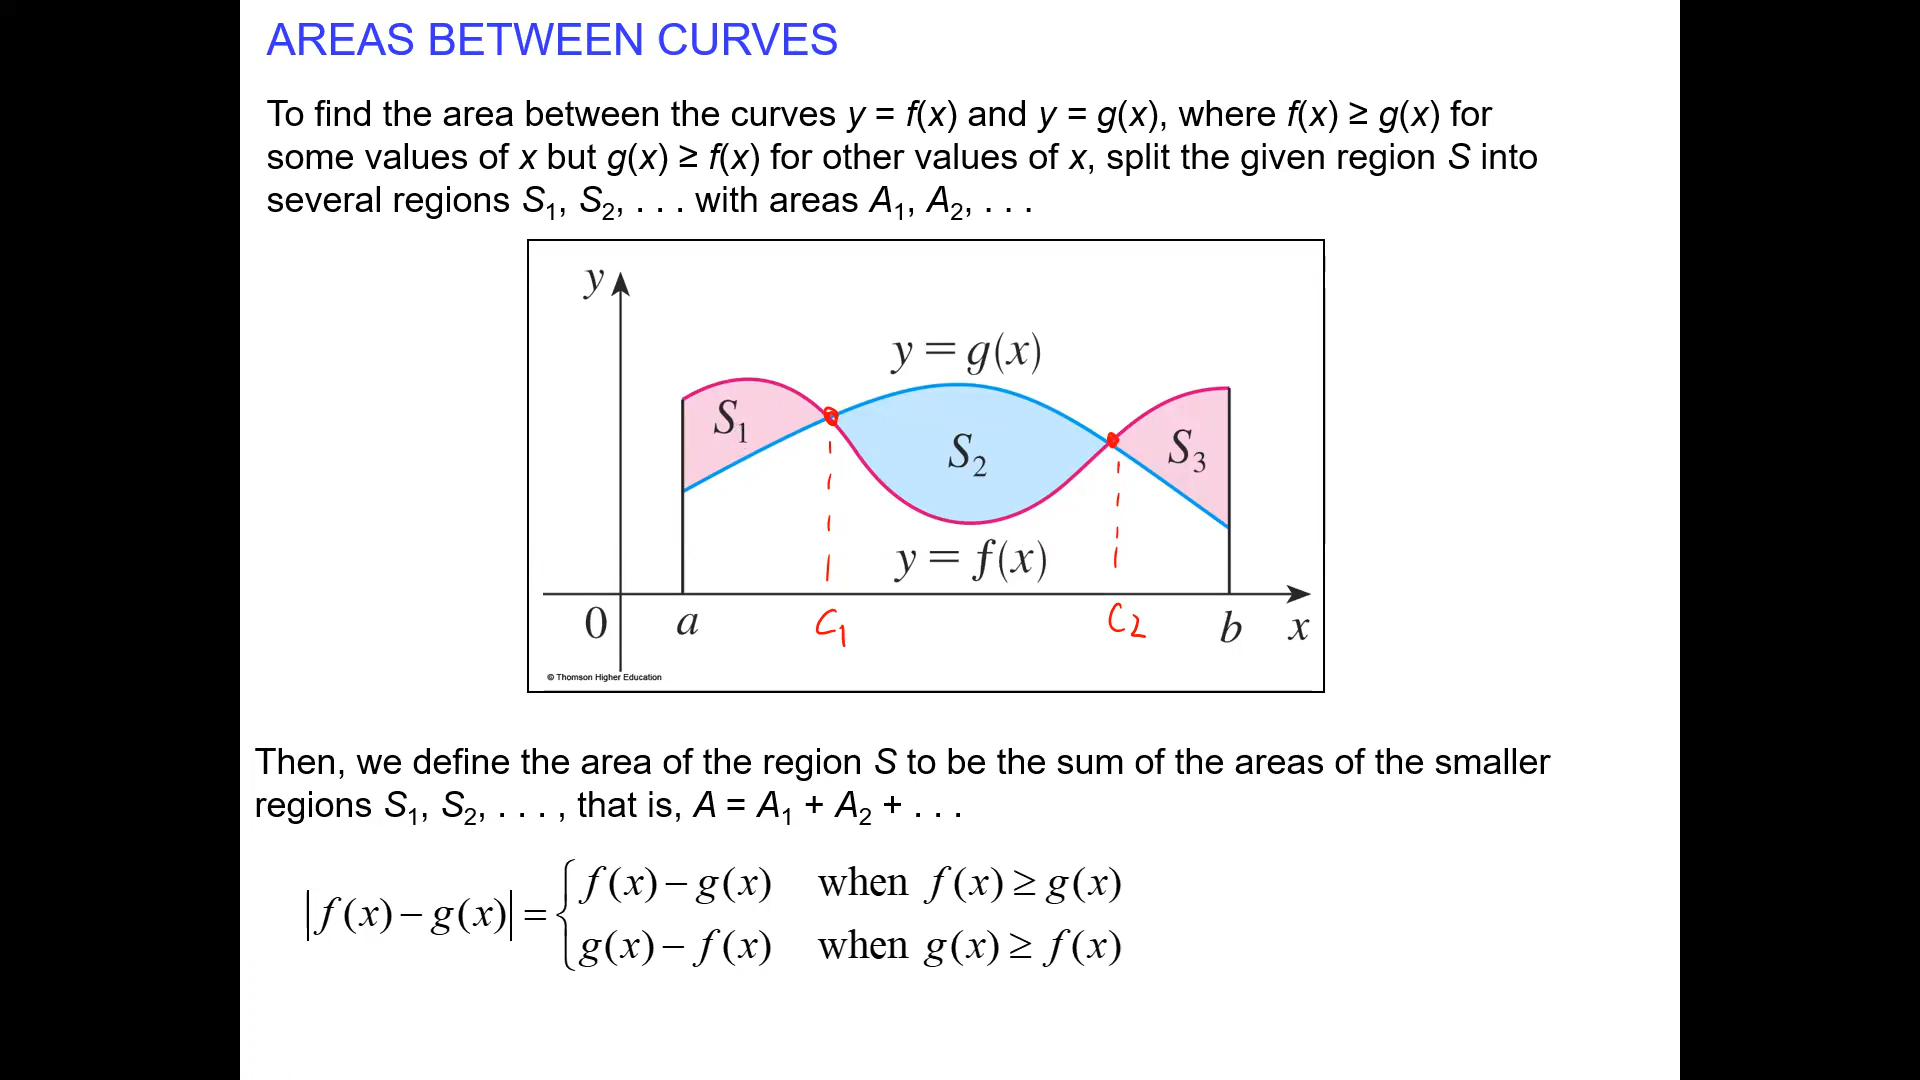 AREAS BETWEEN CURVES
To find the area between the curves y = f(x) and y = g(x), where f(x) ≥ g(x) for
some values of x but g(x) ≥ f(x) for other values of x, split the given region S into
several regions S₁, S₂, . . . with areas A₁, A₂, . . .
y
y = g(x)
S₁
S₂
S₃
y = f(x)
0 a C₁ C₂ b x
© Thomson Higher Education
Then, we define the area of the region S to be the sum of the areas of the smaller
regions S₁, S₂, . . . , that is, A = A₁ + A₂ + . . .
|f(x) − g(x)| = { f(x) − g(x) when f(x) ≥ g(x)
g(x) − f(x) when g(x) ≥ f(x)